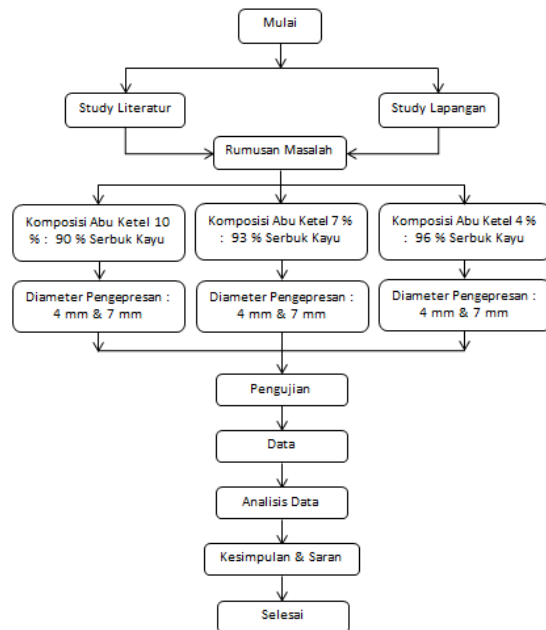 Mulai
Study Literatur
Study Lapangan
Rumusan Masalah
Komposisi Abu Ketel 10
% : 90 % Serbuk Kayu
Komposisi Abu Ketel 7 %
: 93 % Serbuk Kayu
Komposisi Abu Ketel 4 %
: 96 % Serbuk Kayu
Diameter Pengepresan :
4 mm & 7 mm
Diameter Pengepresan :
4 mm & 7 mm
Diameter Pengepresan :
4 mm & 7 mm
Pengujian
Data
Analisis Data
Kesimpulan & Saran
Selesai